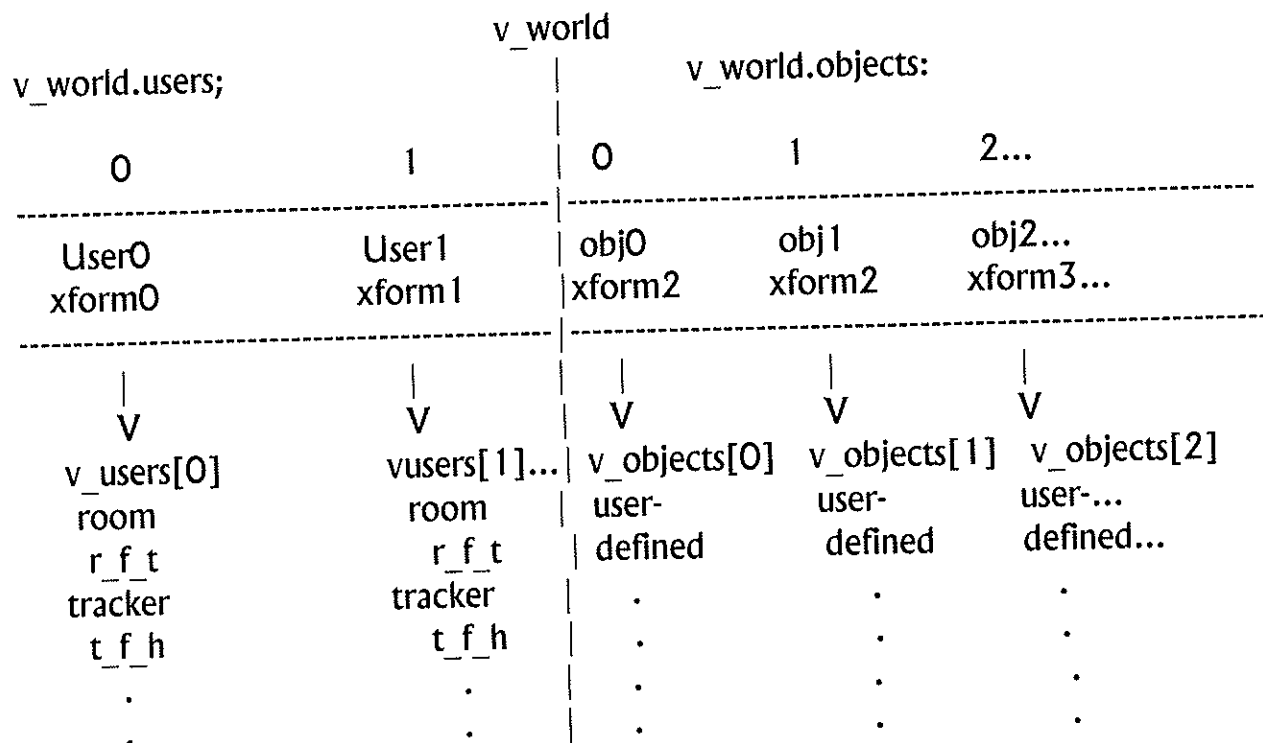 v_world
v_world.users; v_world.objects:
0 1 | 0 1 2...
-------------------------------------------- | --------------------------------------------------------
User0 User1 | obj0 obj1 obj2...
xform0 xform1 | xform2 xform2 xform3...
-------------------------------------------- | --------------------------------------------------------
| | | | | |
V V | V V V
v_users[0] vusers[1]... | v_objects[0] v_objects[1] v_objects[2]
room room | user- user- user-...
r_f_t r_f_t | defined defined defined...
tracker tracker | . . .
t_f_h t_f_h | . . .
. . | . . .
. . | . . .